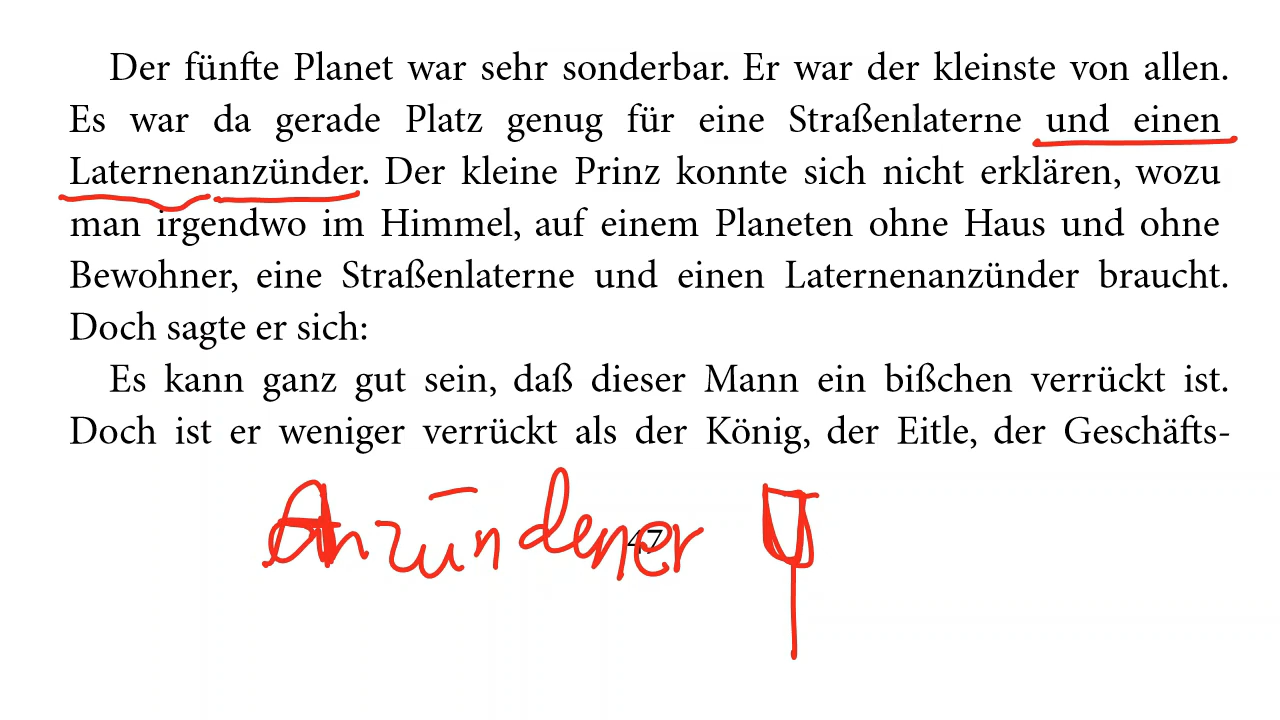 Der fünfte Planet war sehr sonderbar. Er war der kleinste von allen.
Es war da gerade Platz genug für eine Straßenlaterne und einen
Laternenanzünder. Der kleine Prinz konnte sich nicht erklären, wozu
man irgendwo im Himmel, auf einem Planeten ohne Haus und ohne
Bewohner, eine Straßenlaterne und einen Laternenanzünder braucht.
Doch sagte er sich:
Es kann ganz gut sein, daß dieser Mann ein bißchen verrückt ist.
Doch ist er weniger verrückt als der König, der Eitle, der Geschäfts-
Anzündener
47